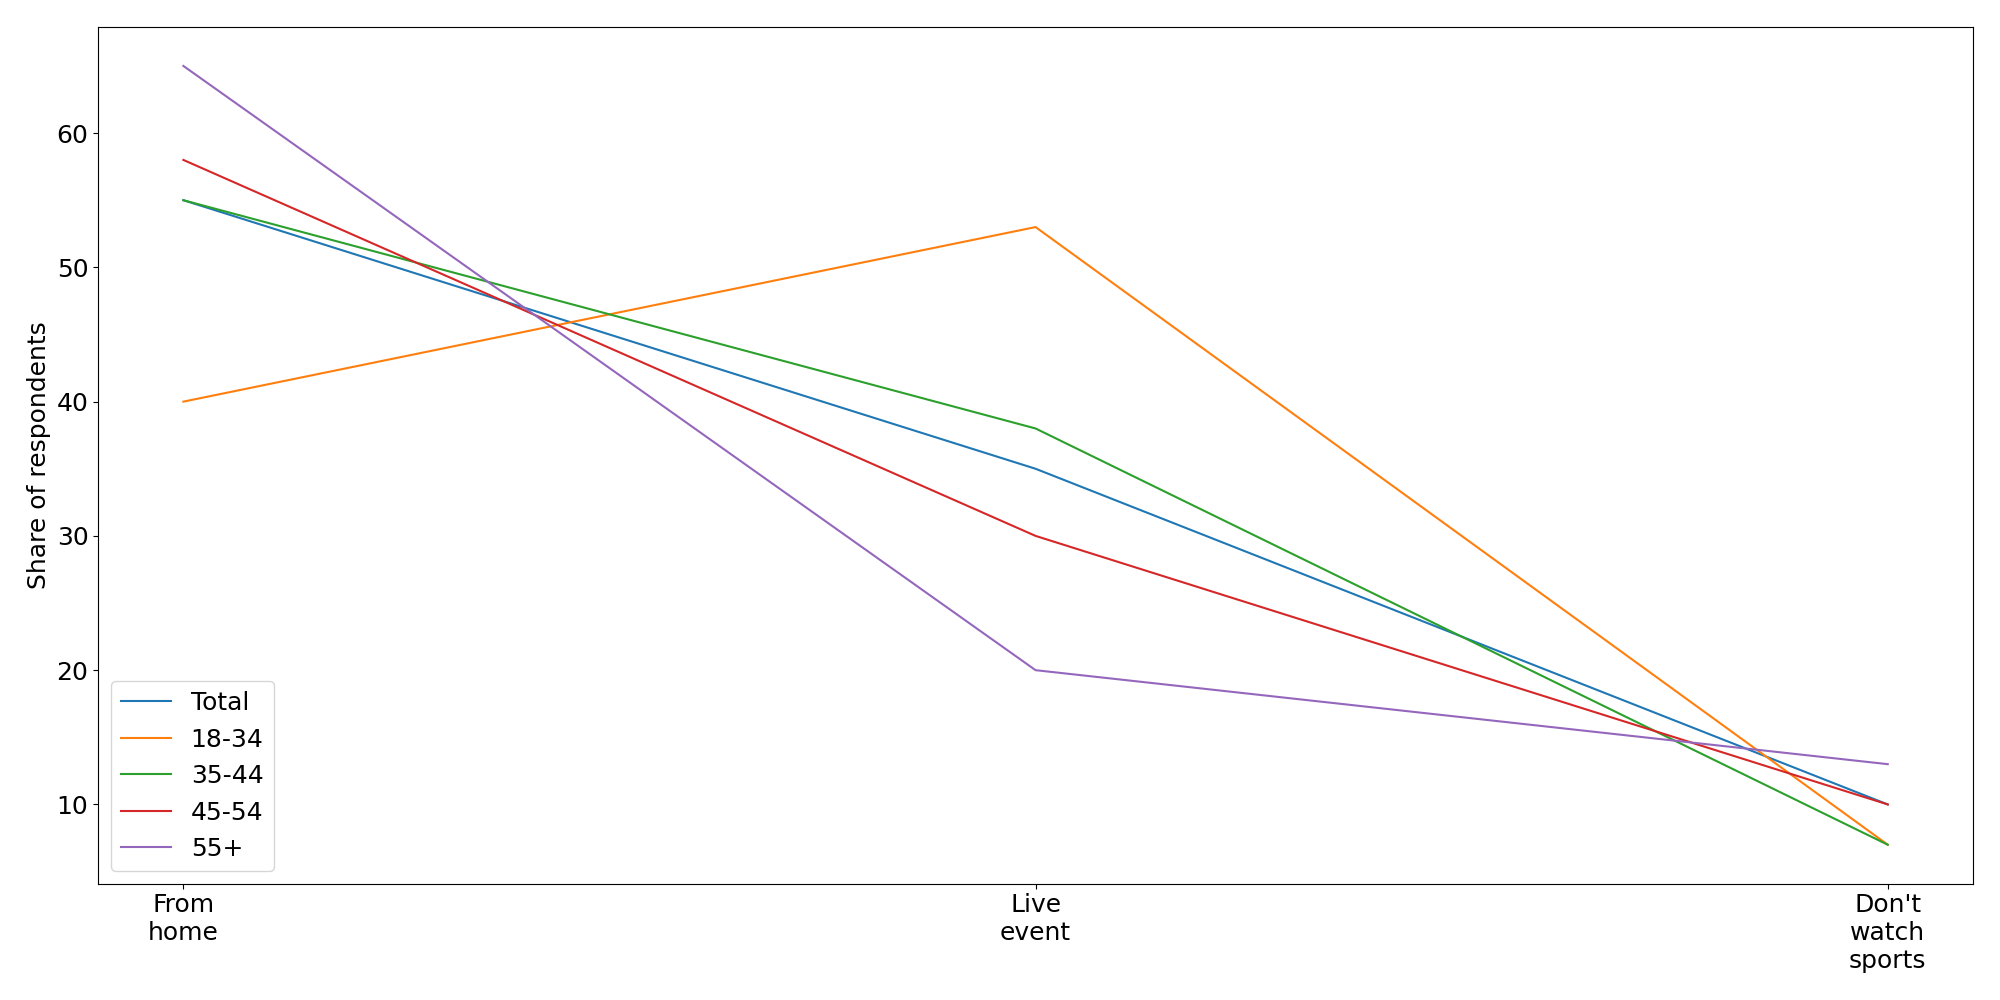 Share of respondents
60
50
40
30
20
10
Total
18-34
35-44
45-54
55+
From
home
Live
event
Don't
watch
sports